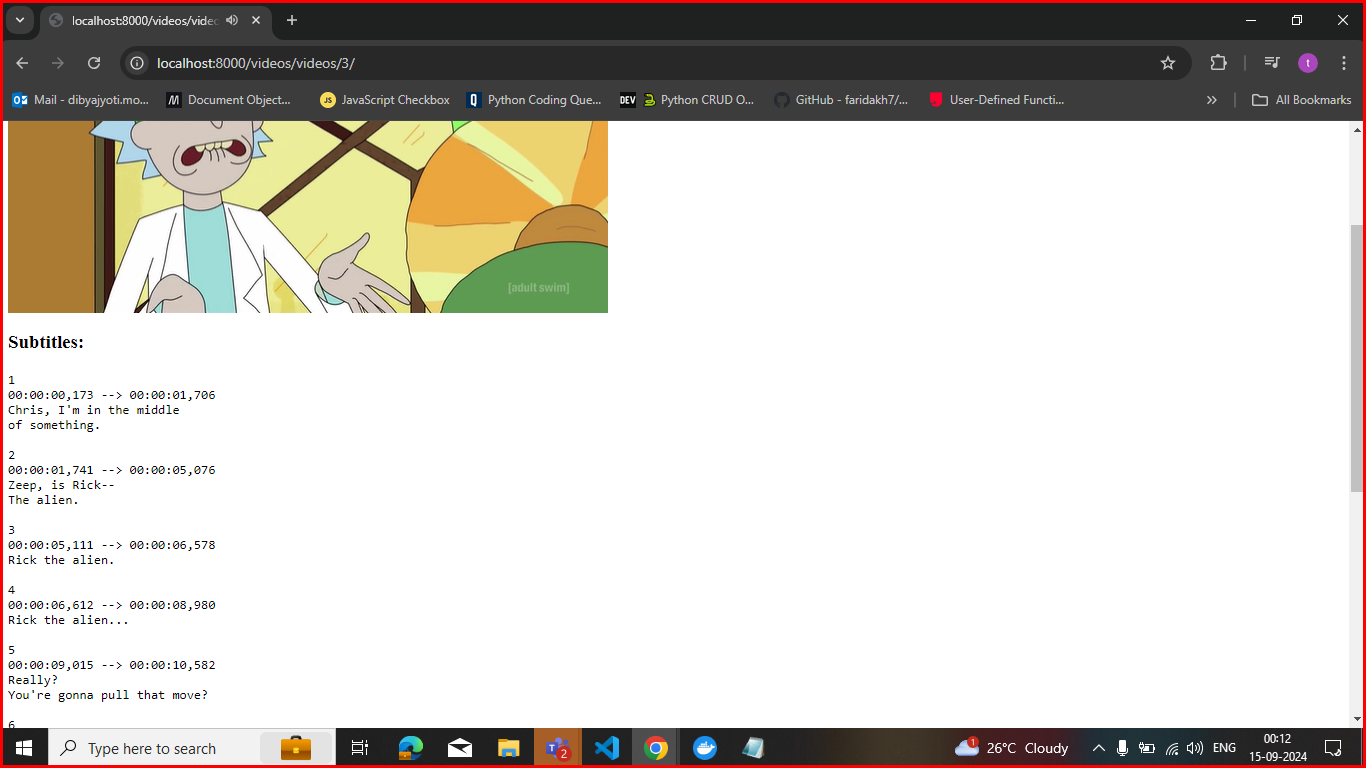 localhost:8000/videos/vide
localhost:8000/videos/videos/3/
t
Mail - dibyajyoti.mo...
Document Object...
JS
JavaScript Checkbox
Python Coding Que...
DEV
Python CRUD O...
GitHub - faridakh7/...
User-Defined Functi...
All Bookmarks
[adult swim]
Subtitles:
1
00:00:00,173 --> 00:00:01,706
Chris, I'm in the middle
of something.
2
00:00:01,741 --> 00:00:05,076
Zeep, is Rick--
The alien.
3
00:00:05,111 --> 00:00:06,578
Rick the alien.
4
00:00:06,612 --> 00:00:08,980
Rick the alien...
5
00:00:09,015 --> 00:00:10,582
Really?
You're gonna pull that move?
6
Type here to search
2
1
26°C Cloudy
ENG
00:12
15-09-2024